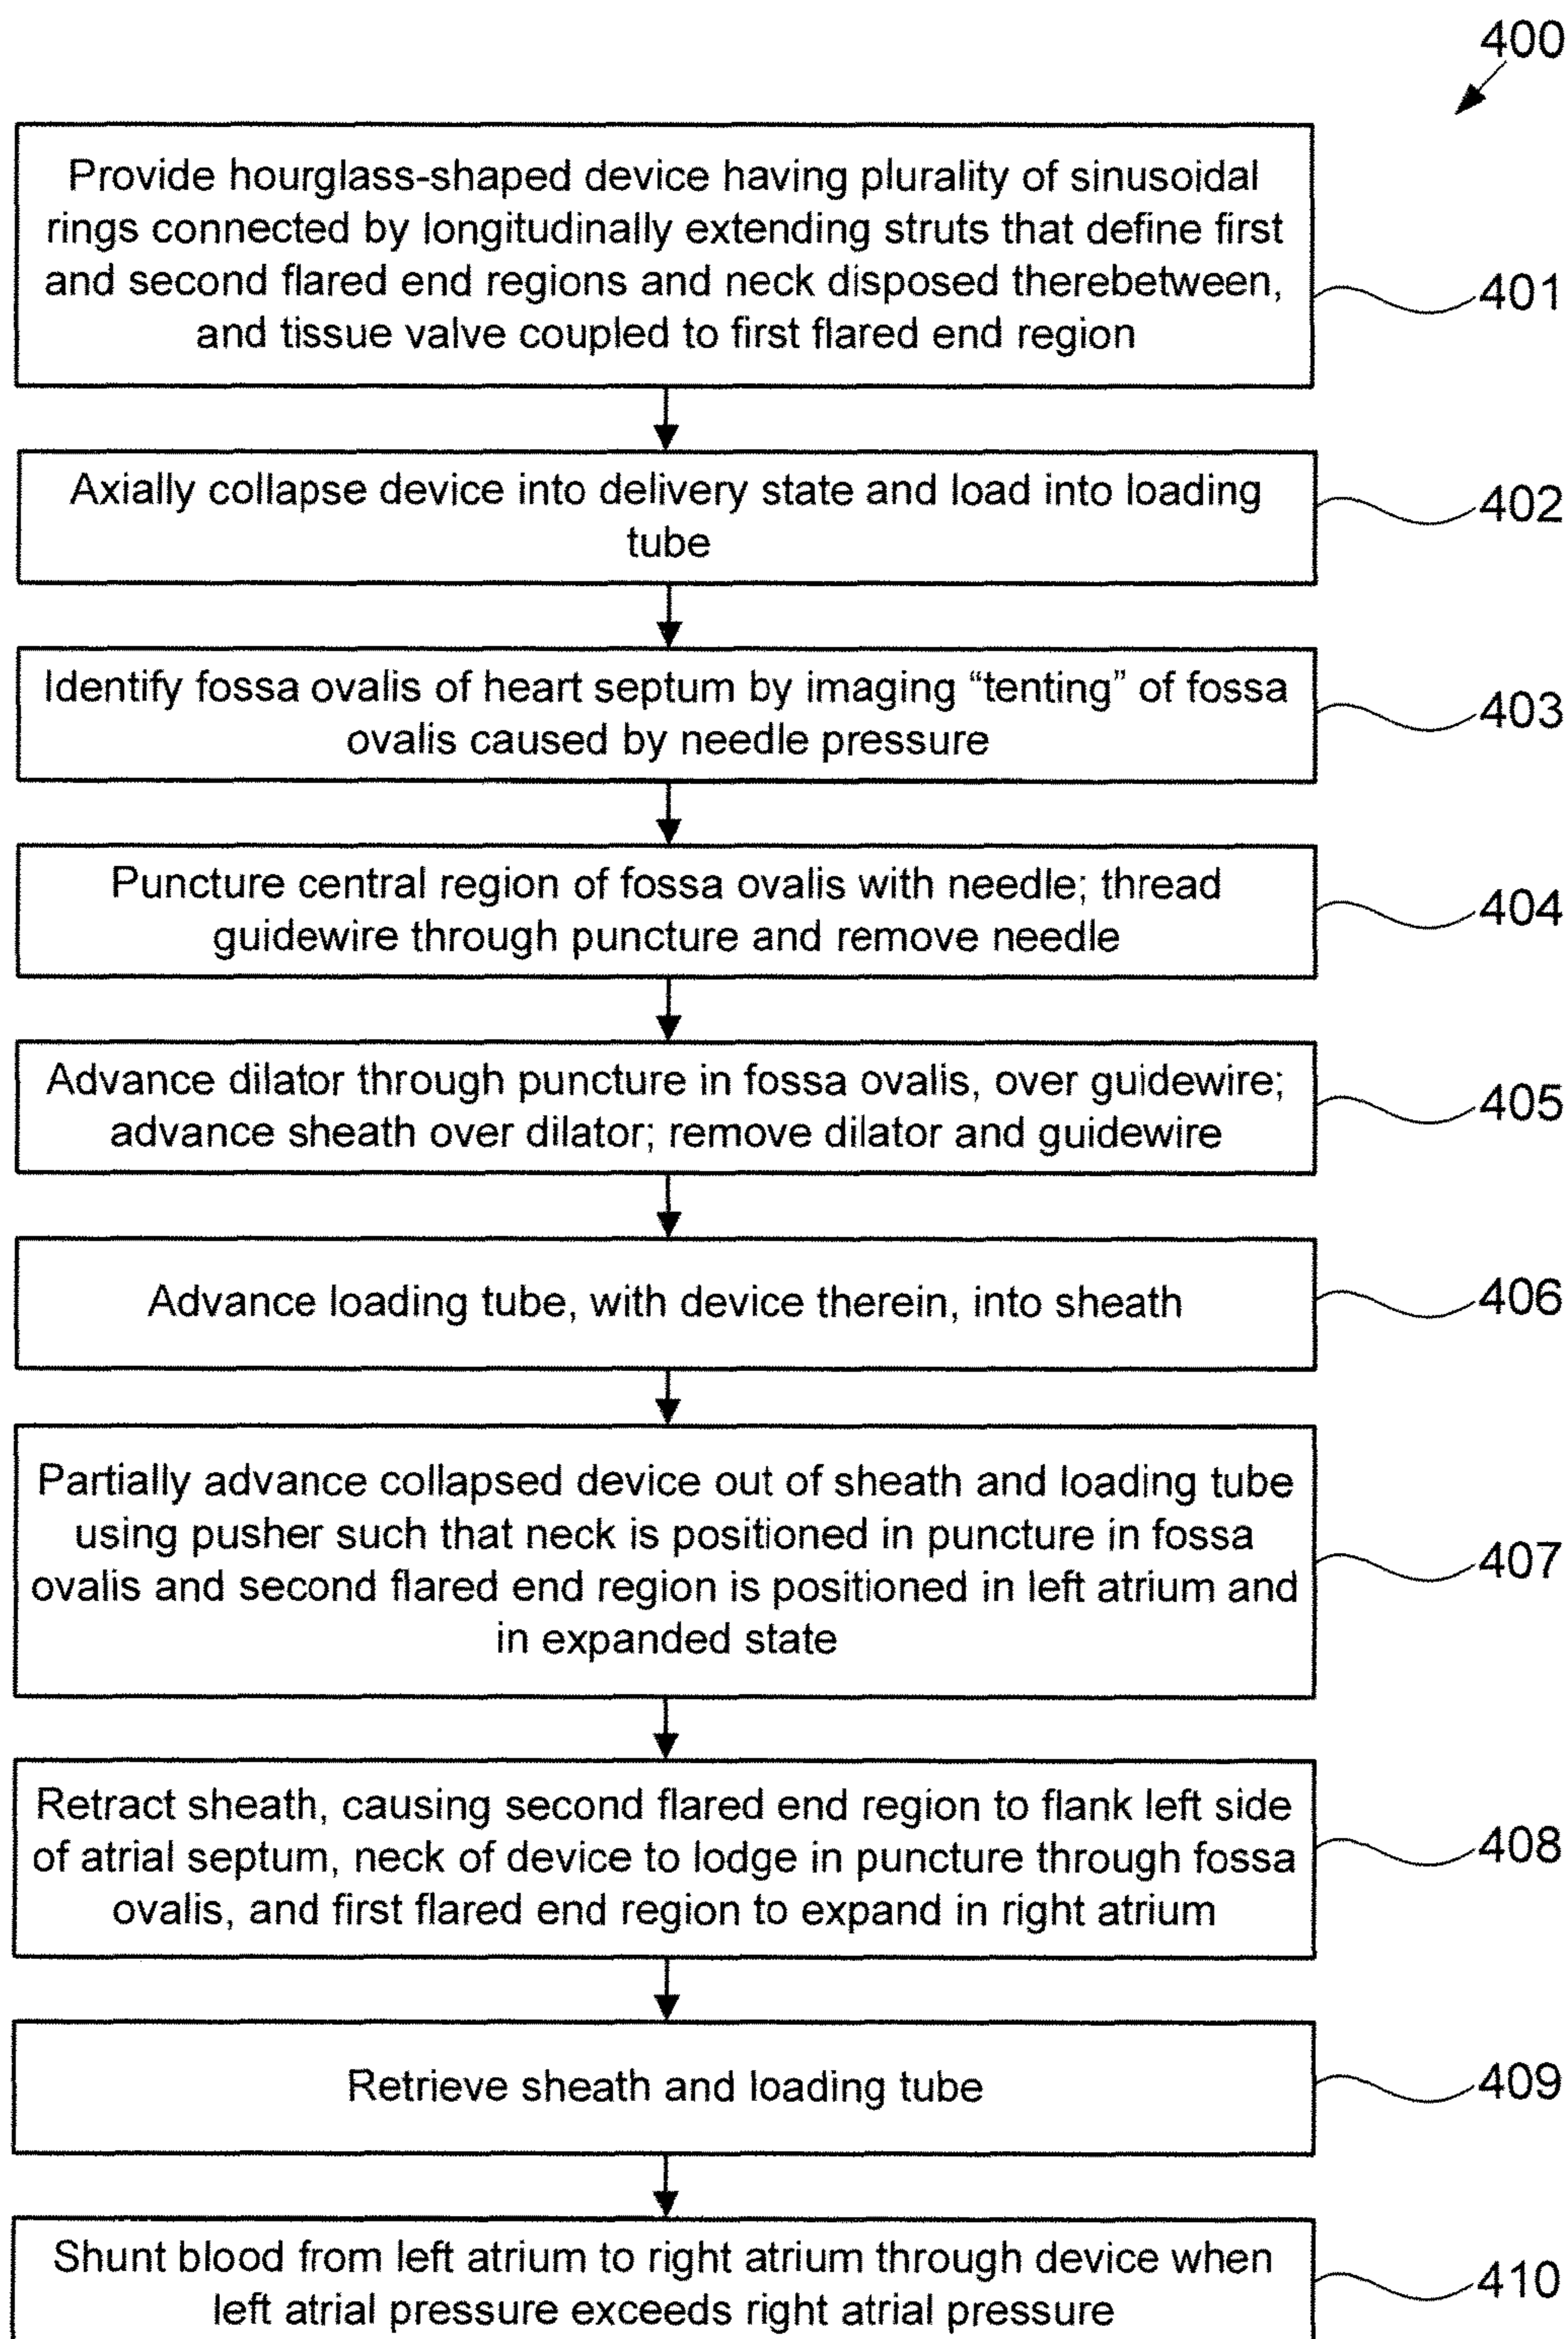 400
Provide hourglass-shaped device having plurality of sinusoidal
rings connected by longitudinally extending struts that define first
and second flared end regions and neck disposed therebetween,
and tissue valve coupled to first flared end region
401
Axially collapse device into delivery state and load into loading
tube
402
Identify fossa ovalis of heart septum by imaging “tenting” of fossa
ovalis caused by needle pressure
403
Puncture central region of fossa ovalis with needle; thread
guidewire through puncture and remove needle
404
Advance dilator through puncture in fossa ovalis, over guidewire;
advance sheath over dilator; remove dilator and guidewire
405
Advance loading tube, with device therein, into sheath
406
Partially advance collapsed device out of sheath and loading tube
using pusher such that neck is positioned in puncture in fossa
ovalis and second flared end region is positioned in left atrium and
in expanded state
407
Retract sheath, causing second flared end region to flank left side
of atrial septum, neck of device to lodge in puncture through fossa
ovalis, and first flared end region to expand in right atrium
408
Retrieve sheath and loading tube
409
Shunt blood from left atrium to right atrium through device when
left atrial pressure exceeds right atrial pressure
410